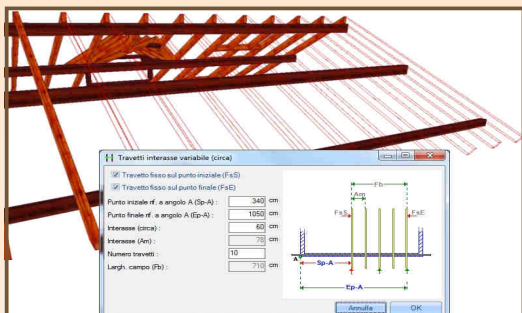 Travetti interasse variabile (circa)
Travetto fisso sul punto iniziale (FsS)
Travetto fisso sul punto finale (FsE)
Punto iniziale rif. a angolo A (Sp-A) : 340 cm
Punto finale rif. a angolo A (Ep-A) : 1050 cm
Interasse (circa) : 60 cm
Interasse (Am) : 78 cm
Numero travetti : 10
Largh. campo (Fb) : 710 cm
Fb
Am
FsS
FsE
A
Sp-A
Ep-A
Annulla
OK